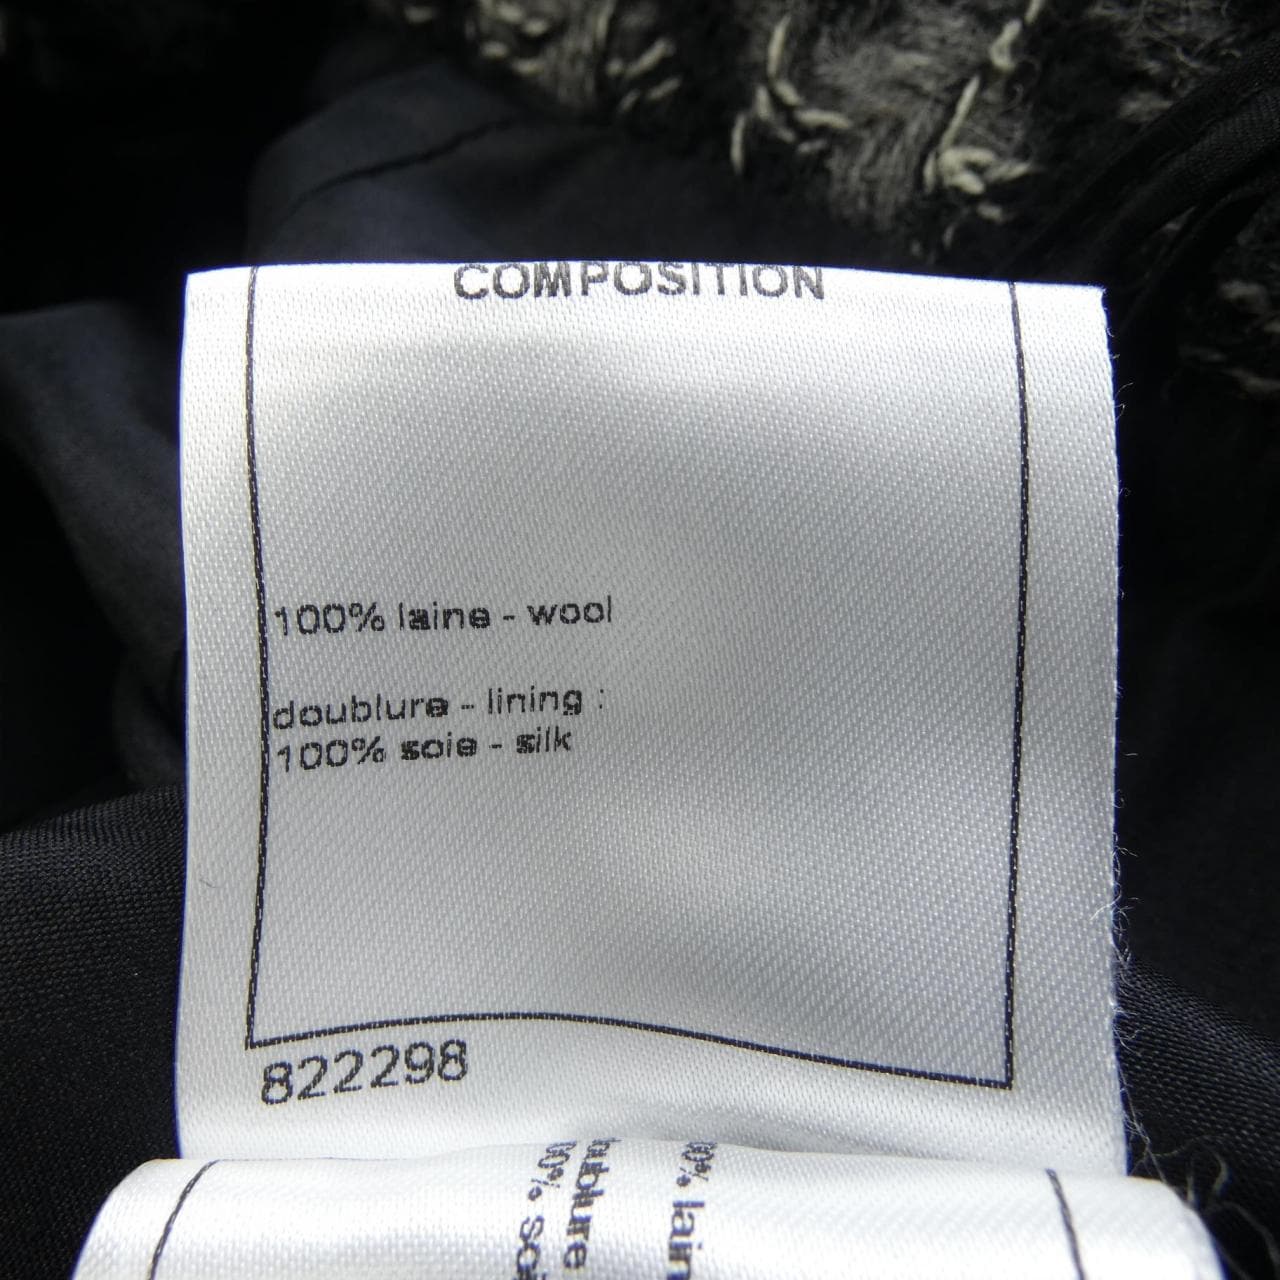 COMPOSITION
100% laine - wool
doublure - lining :
100% soie - silk
822298